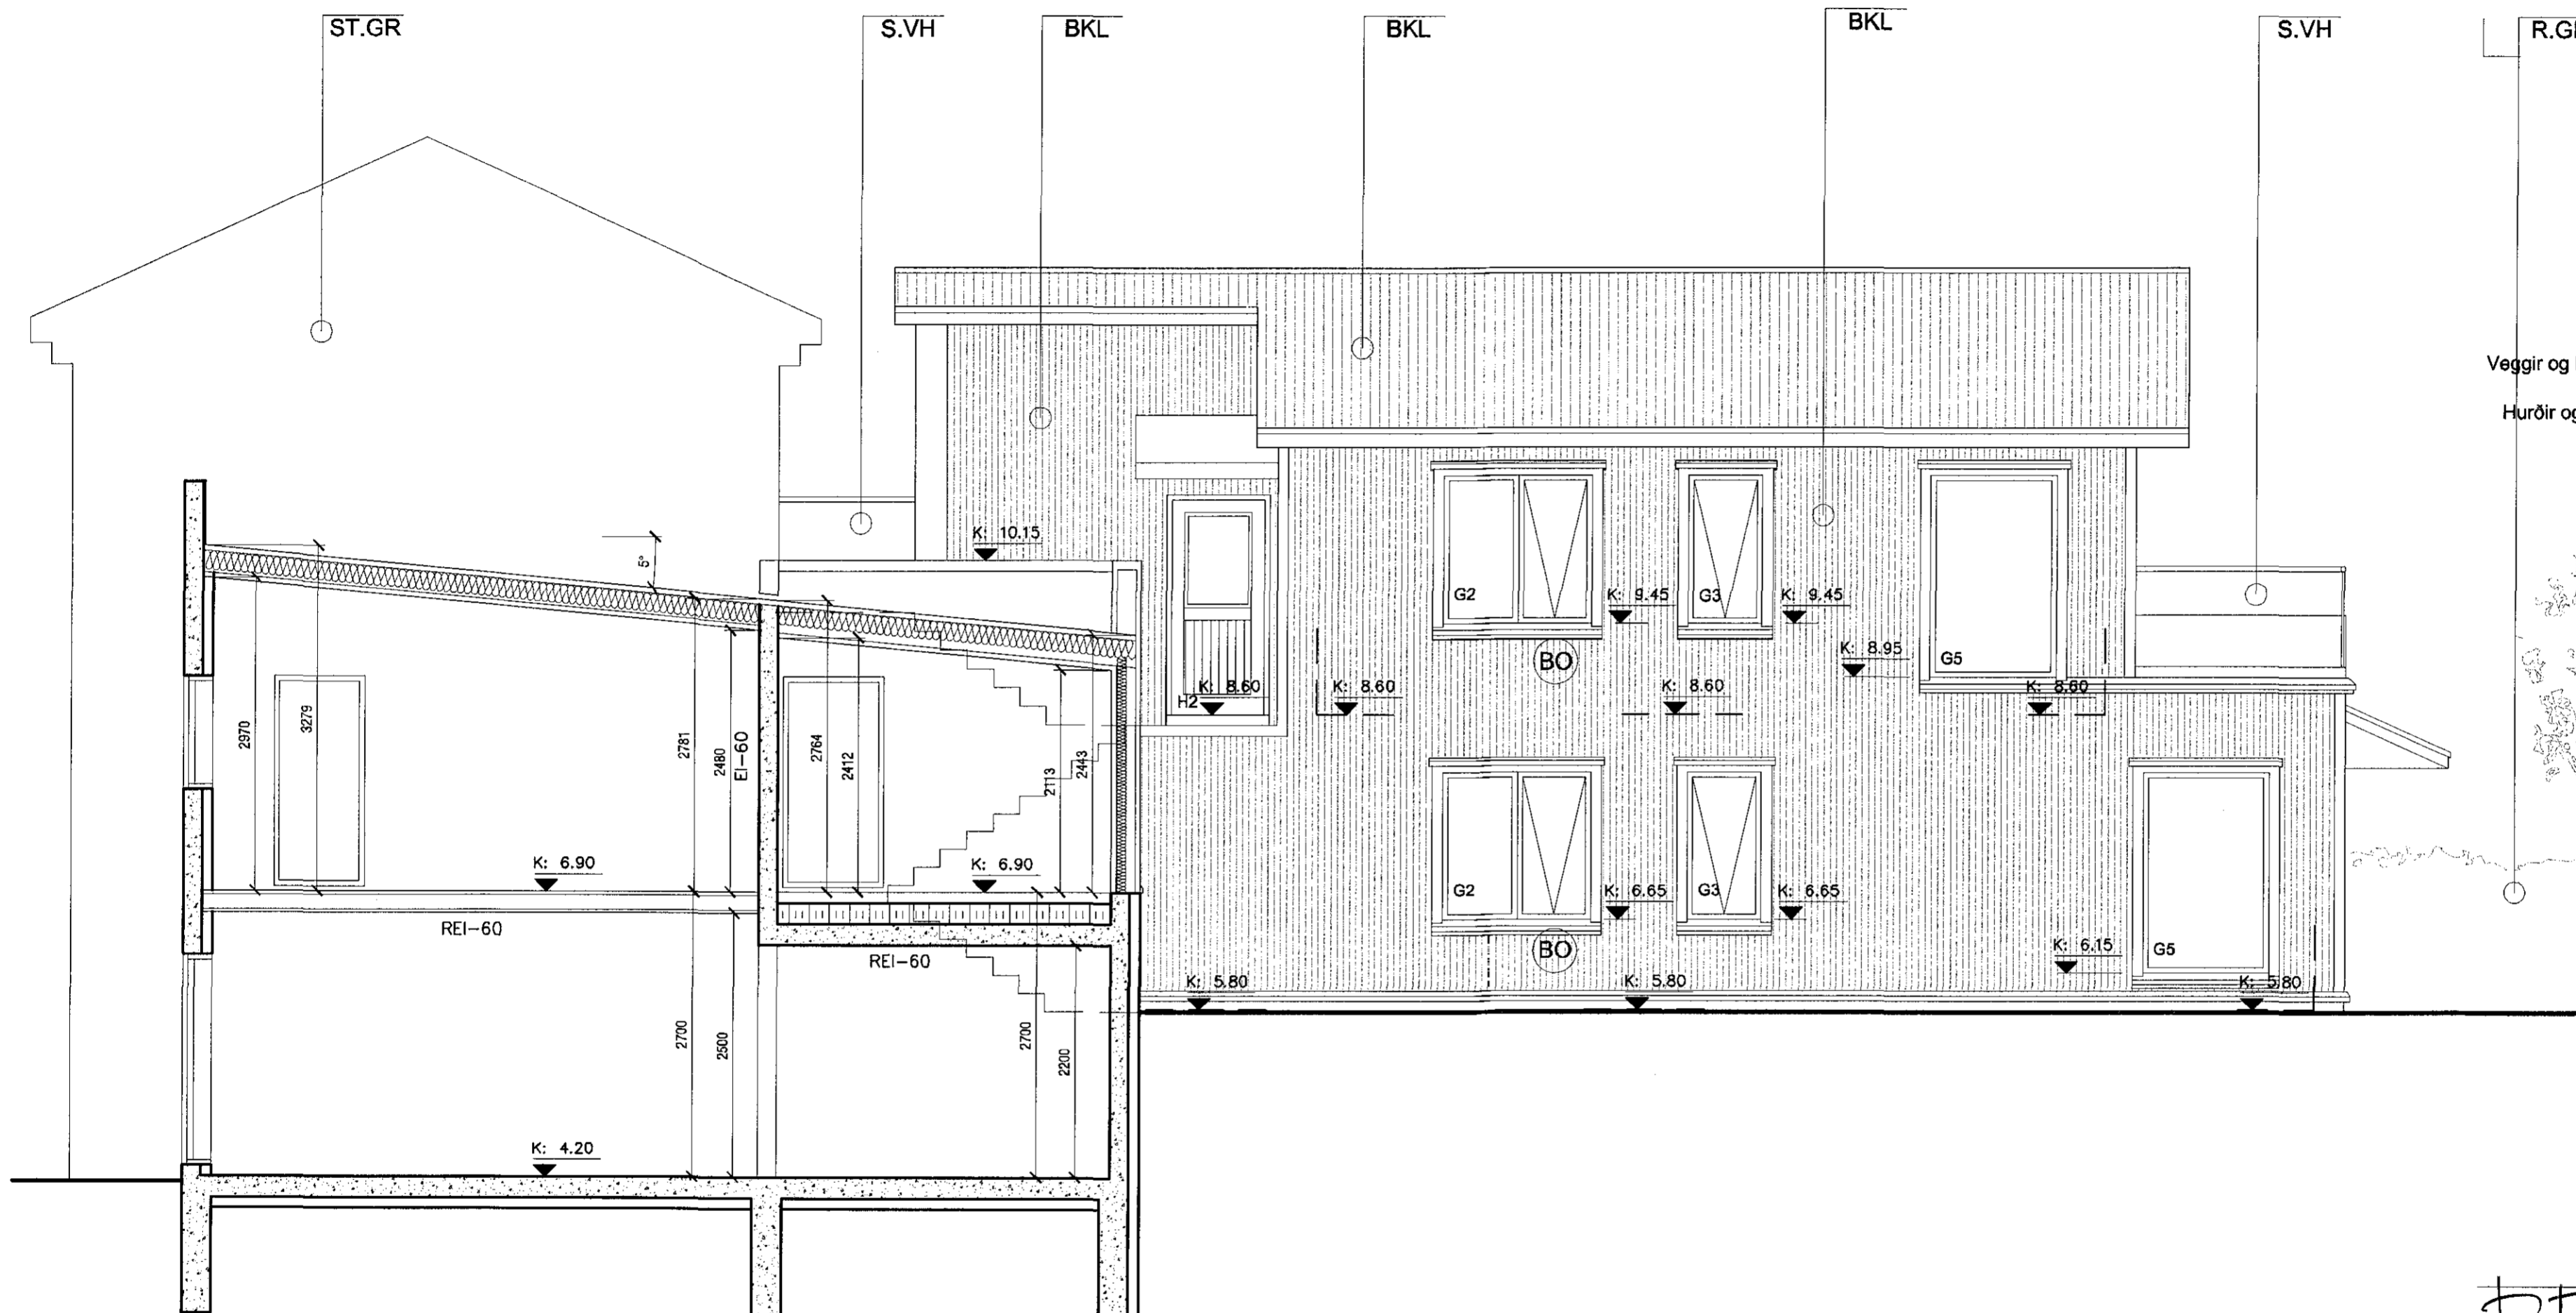 ST.GR
S.VH
BKL
BKL
BKL
S.VH
Veggir og
Hurðir og
K: 10.15
5°
G2
K: 9.45
G3
K: 9.45
BO
K: 8.95
G5
H2
K: 8.60
K: 8.60
K: 8.60
K: 8.60
2970
3279
2781
2480
EI-60
2764
2412
2113
2443
K: 6.90
K: 6.90
G2
K: 6.65
G3
K: 6.65
REI-60
REI-60
BO
K: 6.15
G5
K: 5.80
K: 5.80
K: 5.80
2700
2500
2700
2200
K: 4.20